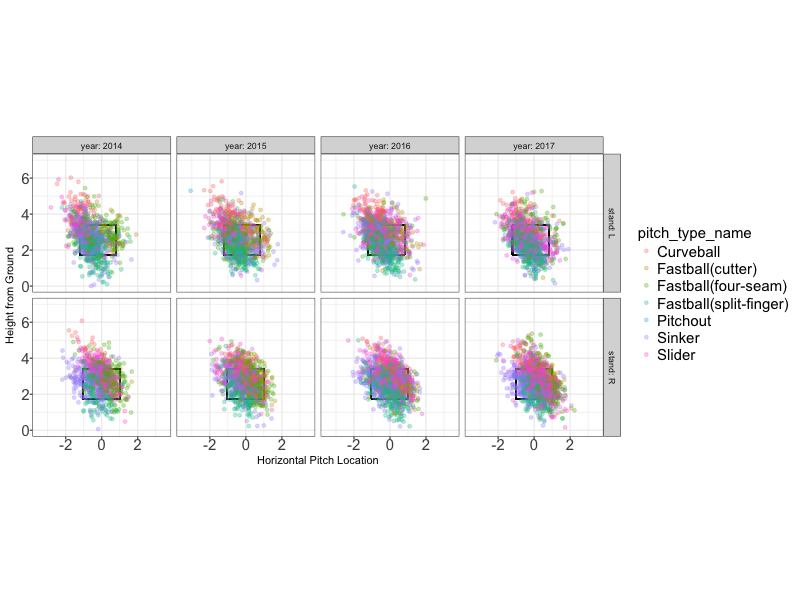 year: 2014
year: 2015
year: 2016
year: 2017
Height from Ground
6
4
2
0
stand: L
6
4
2
0
stand: R
-2 0 2
-2 0 2
-2 0 2
-2 0 2
Horizontal Pitch Location
pitch_type_name
Curveball
Fastball(cutter)
Fastball(four-seam)
Fastball(split-finger)
Pitchout
Sinker
Slider